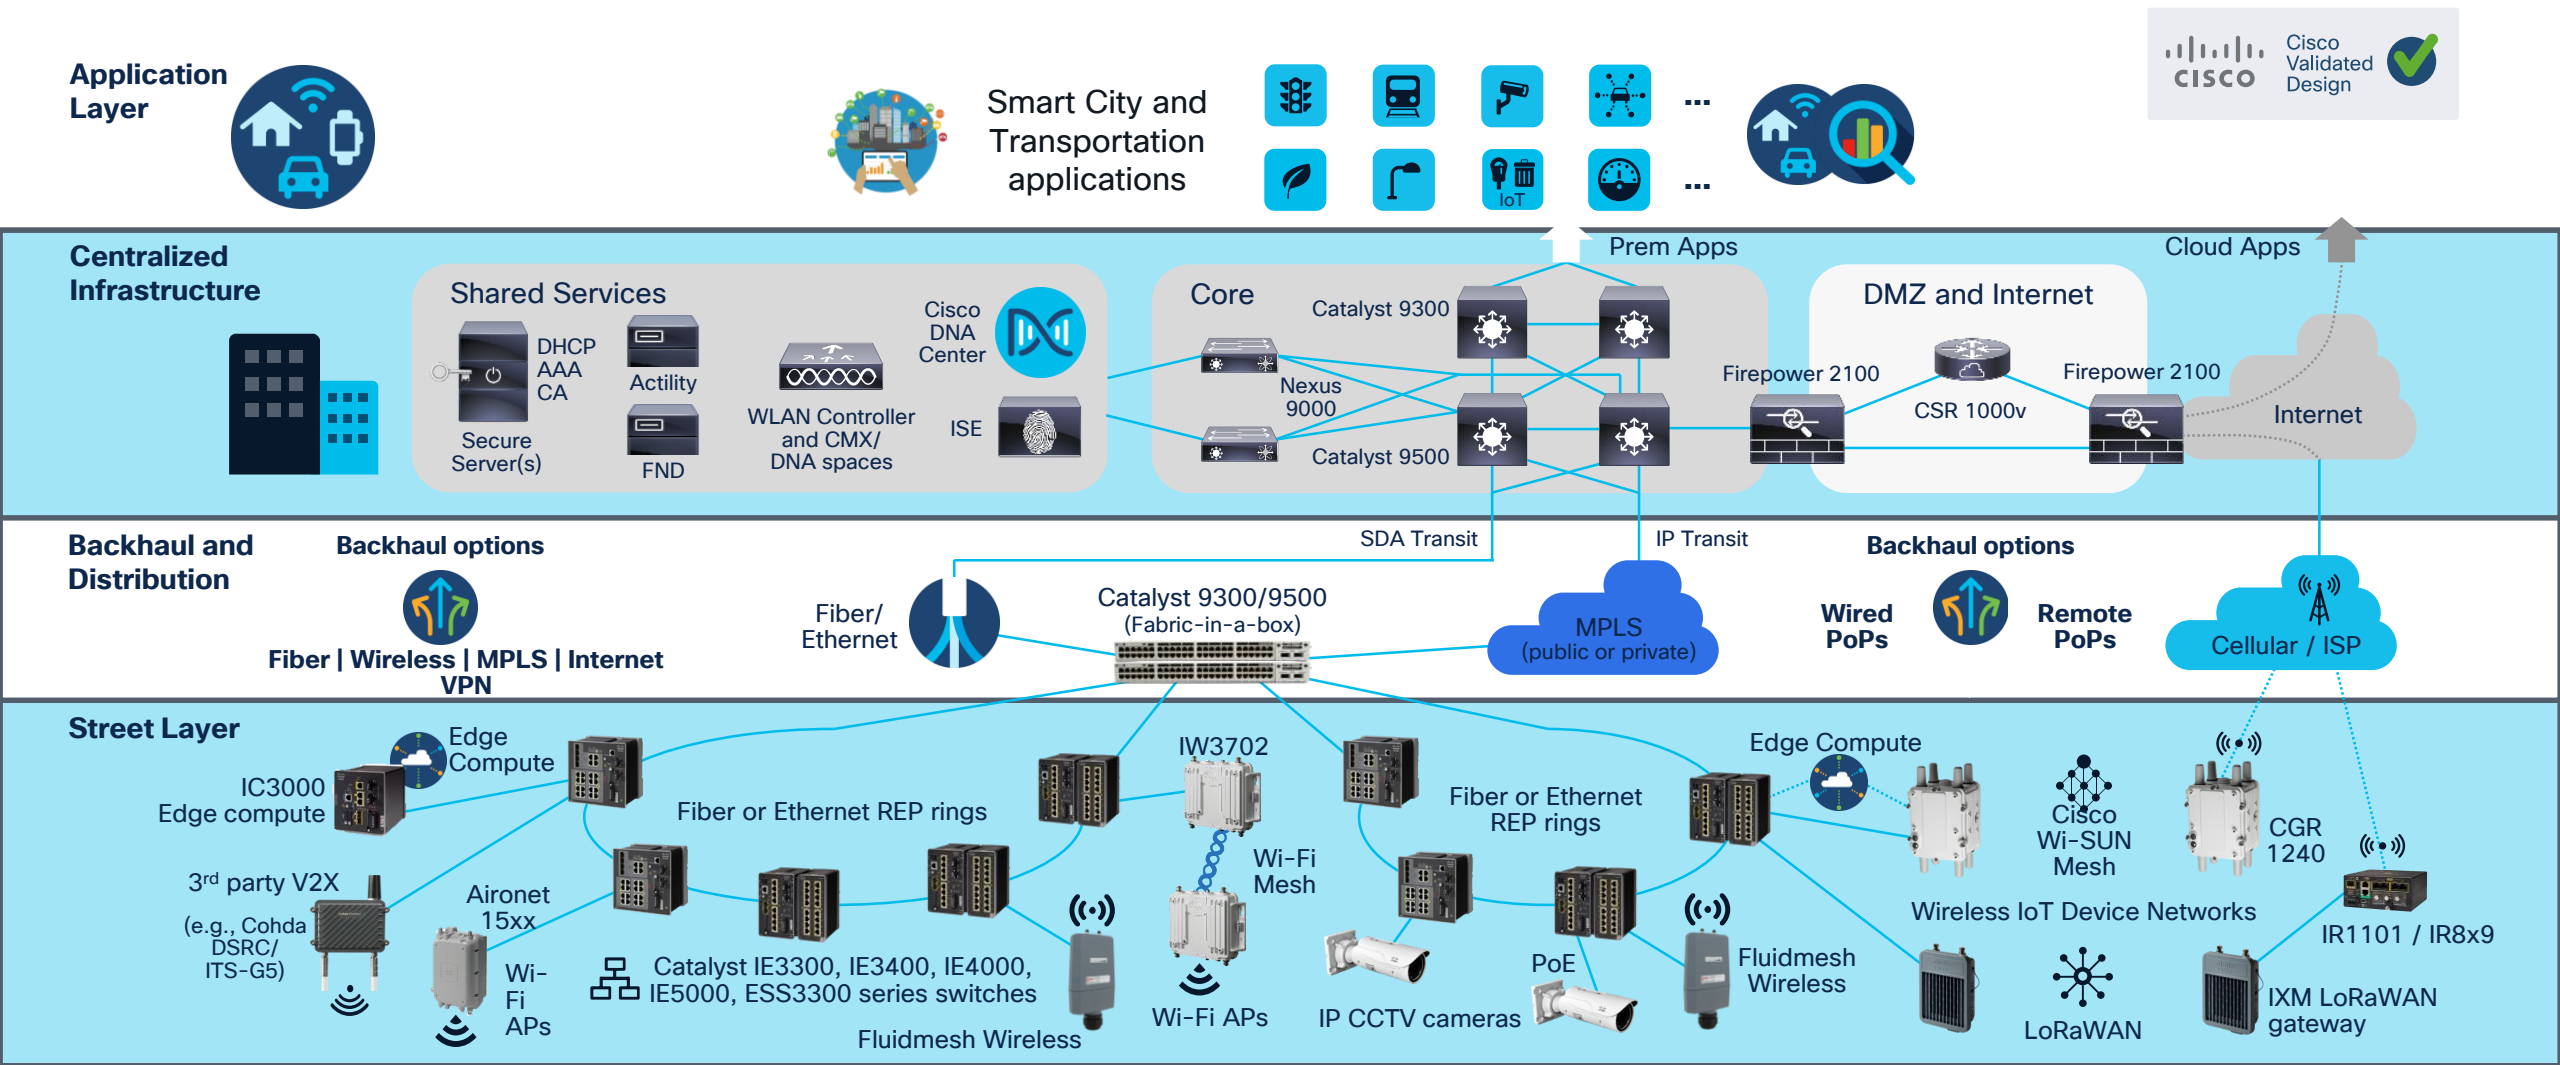 Application
Layer
Smart City and
Transportation
applications
...
...
IoT
CISCO
Cisco
Validated
Design
Centralized
Infrastructure
Shared Services
DHCP
AAA
CA
Secure
Server(s)
Actility
FND
WLAN Controller
and CMX/
DNA spaces
Cisco
DNA
Center
ISE
Core
Catalyst 9300
Nexus
9000
Catalyst 9500
Prem Apps
Firepower 2100
DMZ and Internet
CSR 1000v
Firepower 2100
Cloud Apps
Internet
Backhaul and
Distribution
Backhaul options
Fiber | Wireless | MPLS | Internet
VPN
Fiber/
Ethernet
SDA Transit
IP Transit
Catalyst 9300/9500
(Fabric-in-a-box)
MPLS
(public or private)
Backhaul options
Wired
PoPs
Remote
PoPs
Cellular / ISP
Street Layer
Edge
Compute
IC3000
Edge compute
3rd party V2X
(e.g., Cohda
DSRC/
ITS-G5)
Aironet
15xx
Wi-
Fi
APs
Fiber or Ethernet REP rings
Catalyst IE3300, IE3400, IE4000,
IE5000, ESS3300 series switches
Fluidmesh Wireless
IW3702
Wi-Fi
Mesh
Wi-Fi APs
Fiber or Ethernet
REP rings
IP CCTV cameras
PoE
Fluidmesh
Wireless
Edge Compute
Cisco
Wi-SUN
Mesh
CGR
1240
Wireless IoT Device Networks
IR1101 / IR8x9
LoRaWAN
IXM LoRaWAN
gateway